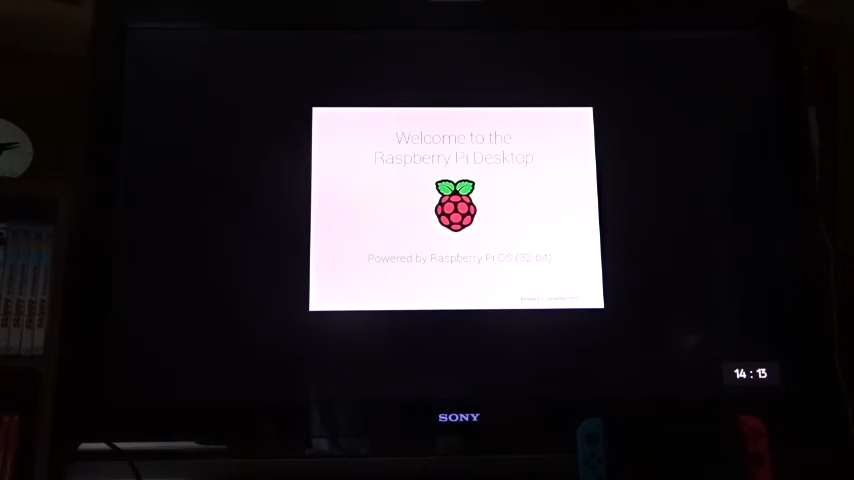 Welcome to the
Raspberry Pi Desktop
Powered by Raspberry Pi OS (32-bit)
14 : 13
SONY